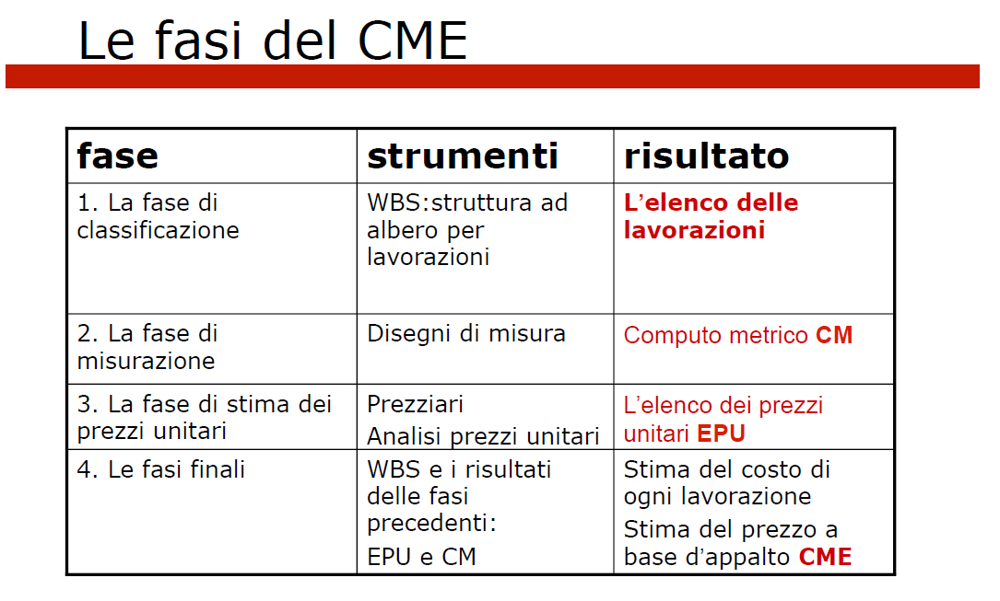 Le fasi del CME
fase
strumenti
risultato
1. La fase di
classificazione
WBS:struttura ad
albero per
lavorazioni
L’elenco delle
lavorazioni
2. La fase di
misurazione
Disegni di misura
Computo metrico CM
3. La fase di stima dei
prezzi unitari
Prezziari
Analisi prezzi unitari
L’elenco dei prezzi
unitari EPU
4. Le fasi finali
WBS e i risultati
delle fasi
precedenti:
EPU e CM
Stima del costo di
ogni lavorazione
Stima del prezzo a
base d’appalto CME